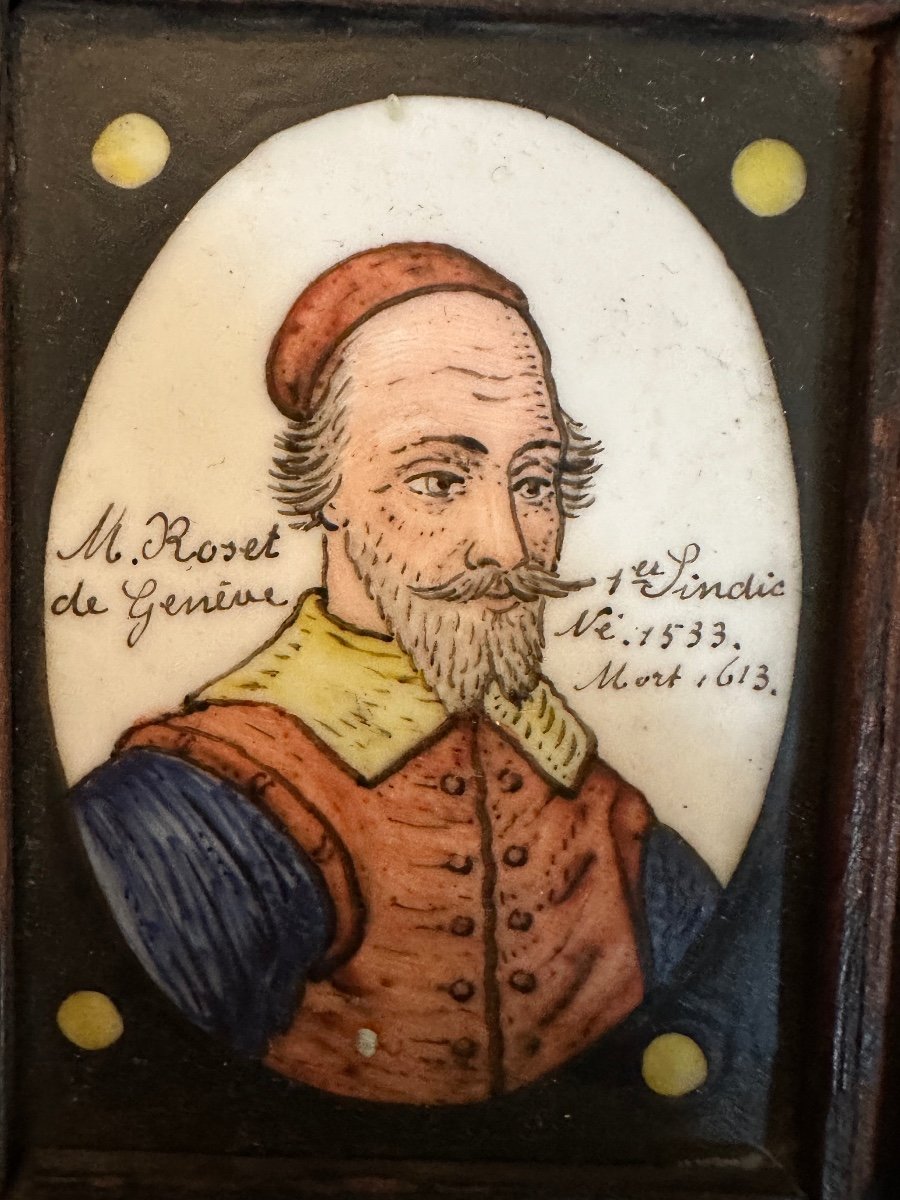 M. Roset
de Genève
1er Sindic
Né. 1533.
Mort 1613.